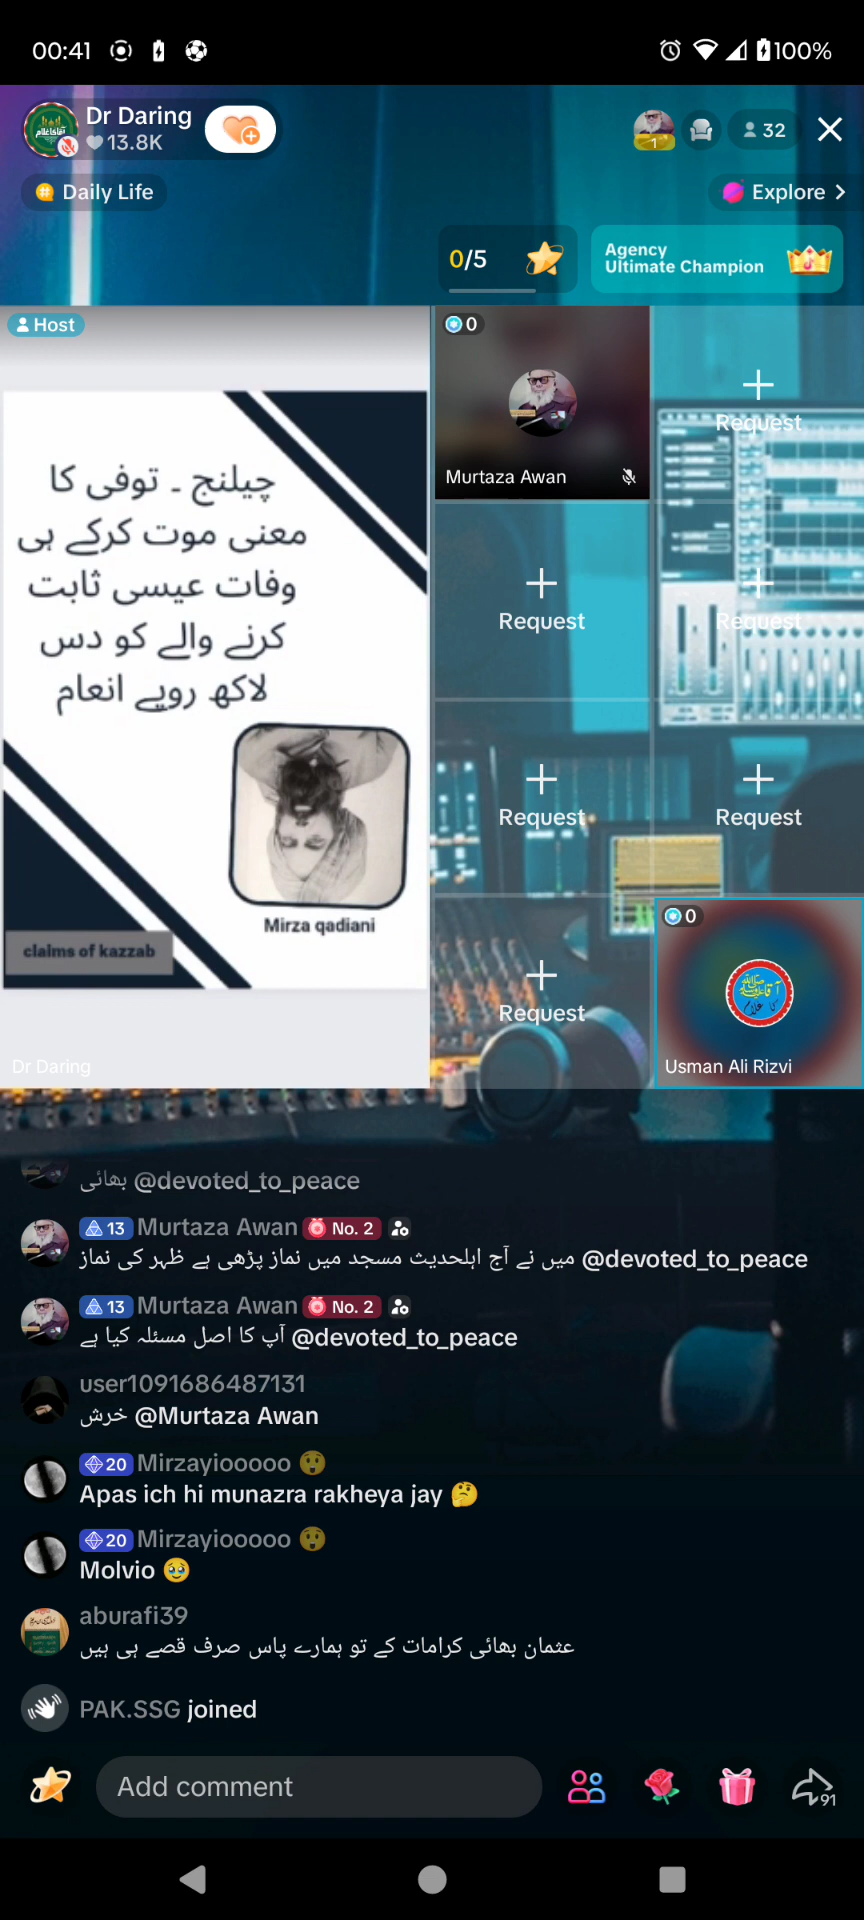 00:41
100%
Dr Daring
13.8K
1
32
Daily Life
Explore
0/5
Agency
Ultimate Champion
Host
چیلنج ۔ توفی کا
معنی موت کرکے ہی
وفات عیسی ثابت
کرنے والے کو دس
لاکھ روپے انعام
Mirza qadiani
claims of kazzab
Dr Daring
0
Murtaza Awan
Request
Request
Request
Request
Request
Request
0
Usman Ali Rizvi
بھائی @devoted_to_peace
13 Murtaza Awan No. 2
میں نے آج اہلحدیث مسجد میں نماز پڑھی ہے ظہر کی نماز @devoted_to_peace
13 Murtaza Awan No. 2
آپ کا اصل مسئلہ کیا ہے @devoted_to_peace
user1091686487131
خرش @Murtaza Awan
20 Mirzayiooooo 😲
Apas ich hi munazra rakheya jay 🤔
20 Mirzayiooooo 😲
Molvio 🥹
aburafi39
عثمان بھائی کرامات کے تو ہمارے پاس صرف قصے ہی ہیں
PAK.SSG joined
Add comment
91